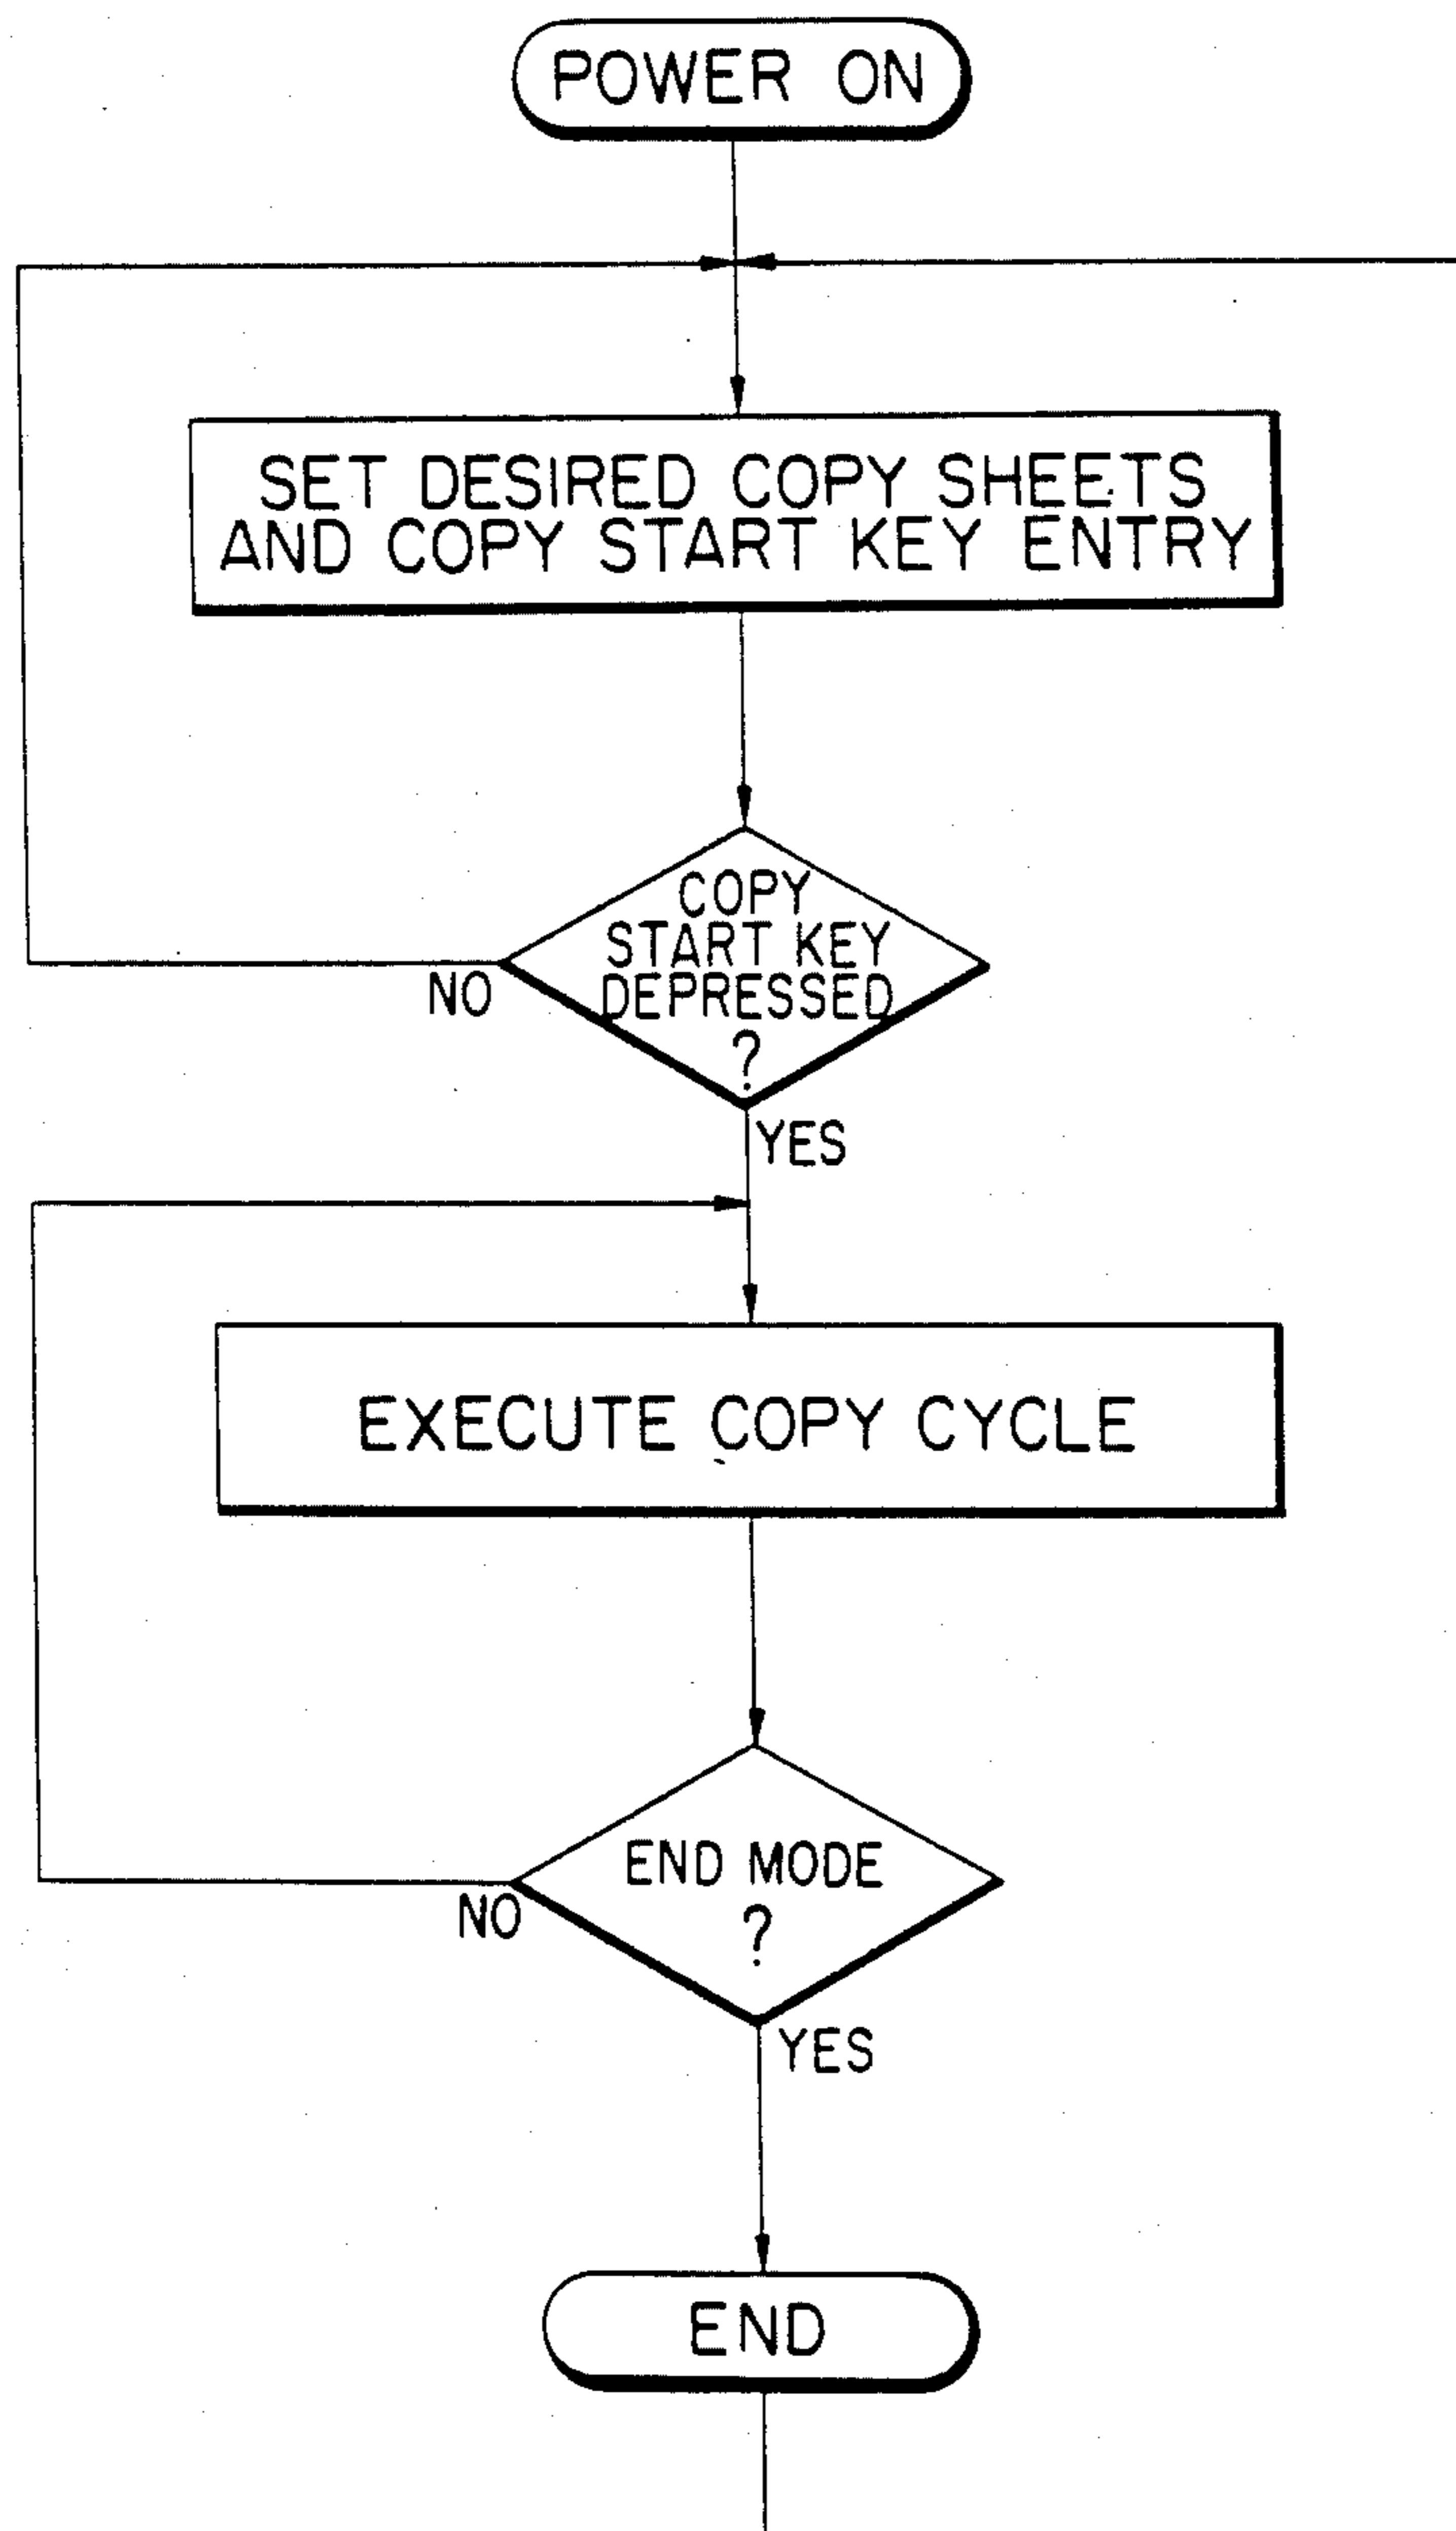 POWER ON
SET DESIRED COPY SHEETS
AND COPY START KEY ENTRY
COPY
START KEY
DEPRESSED
?
NO
YES
EXECUTE COPY CYCLE
END MODE
?
NO
YES
END